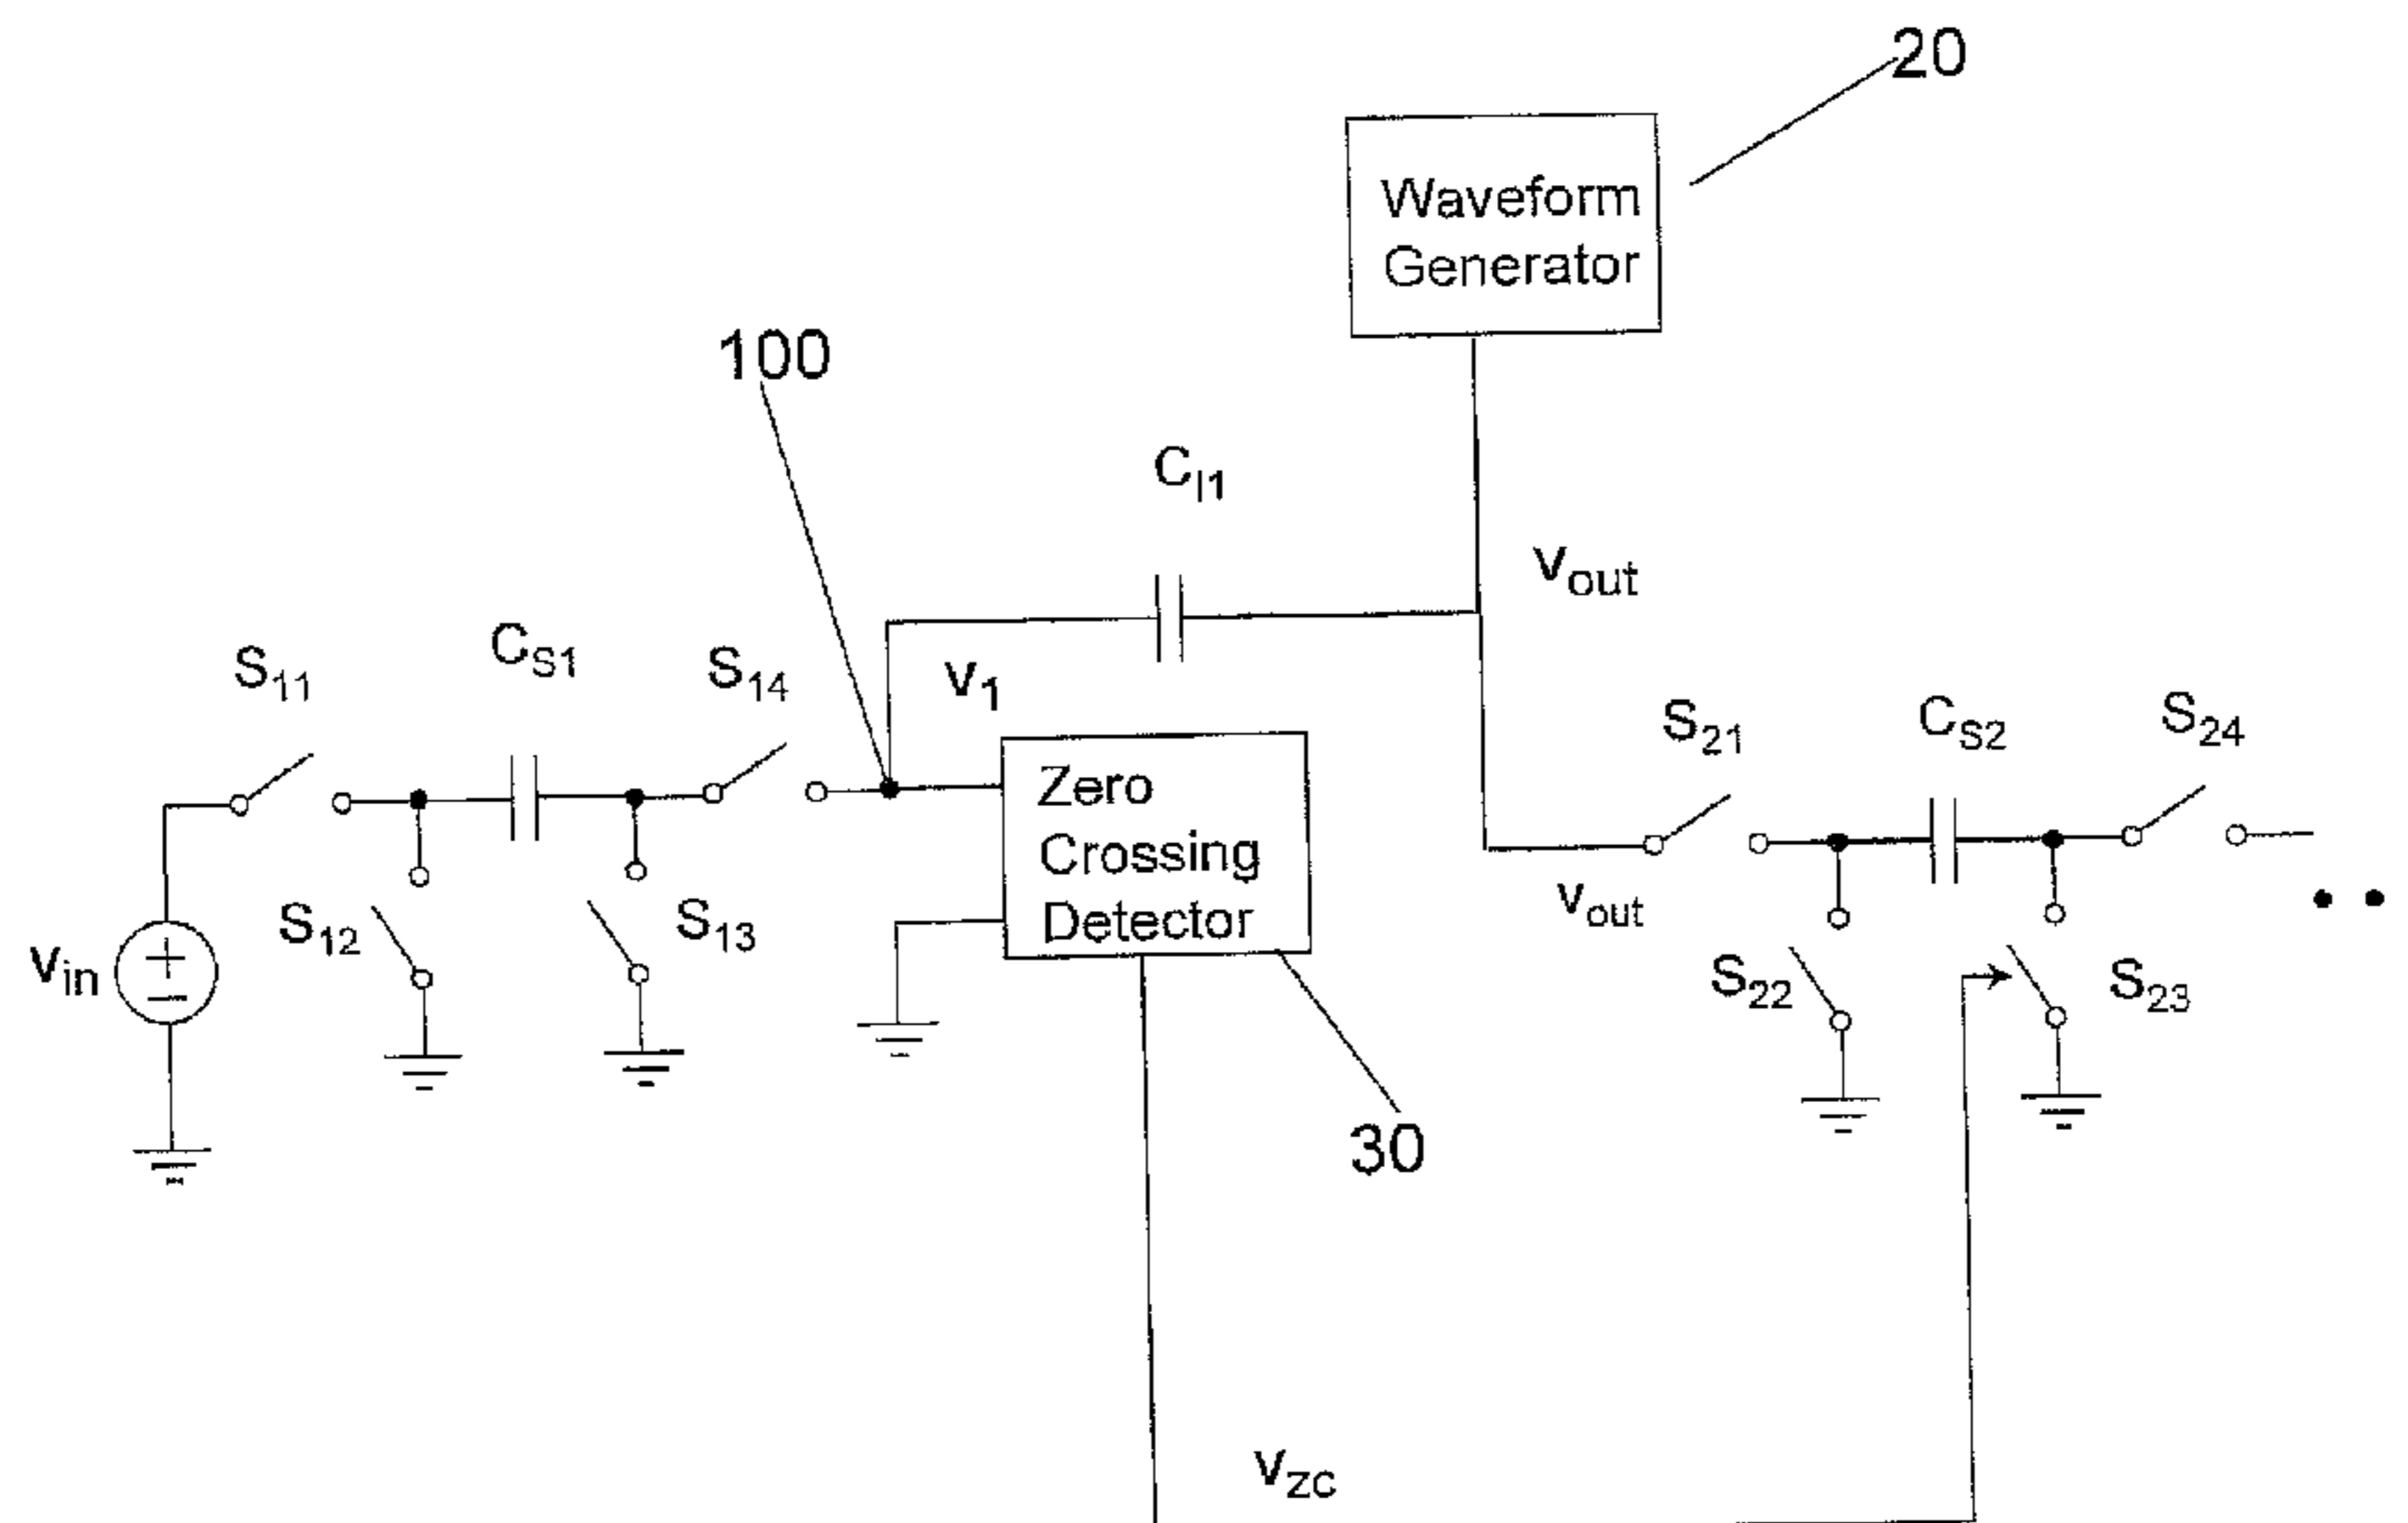 20
Waveform
Generator
100
C_I1
v_out
S_11
C_S1
S_14
v_1
S_21
C_S2
S_24
Zero
Crossing
Detector
v_in
+
−
S_12
S_13
v_out
S_22
S_23
30
v_ZC